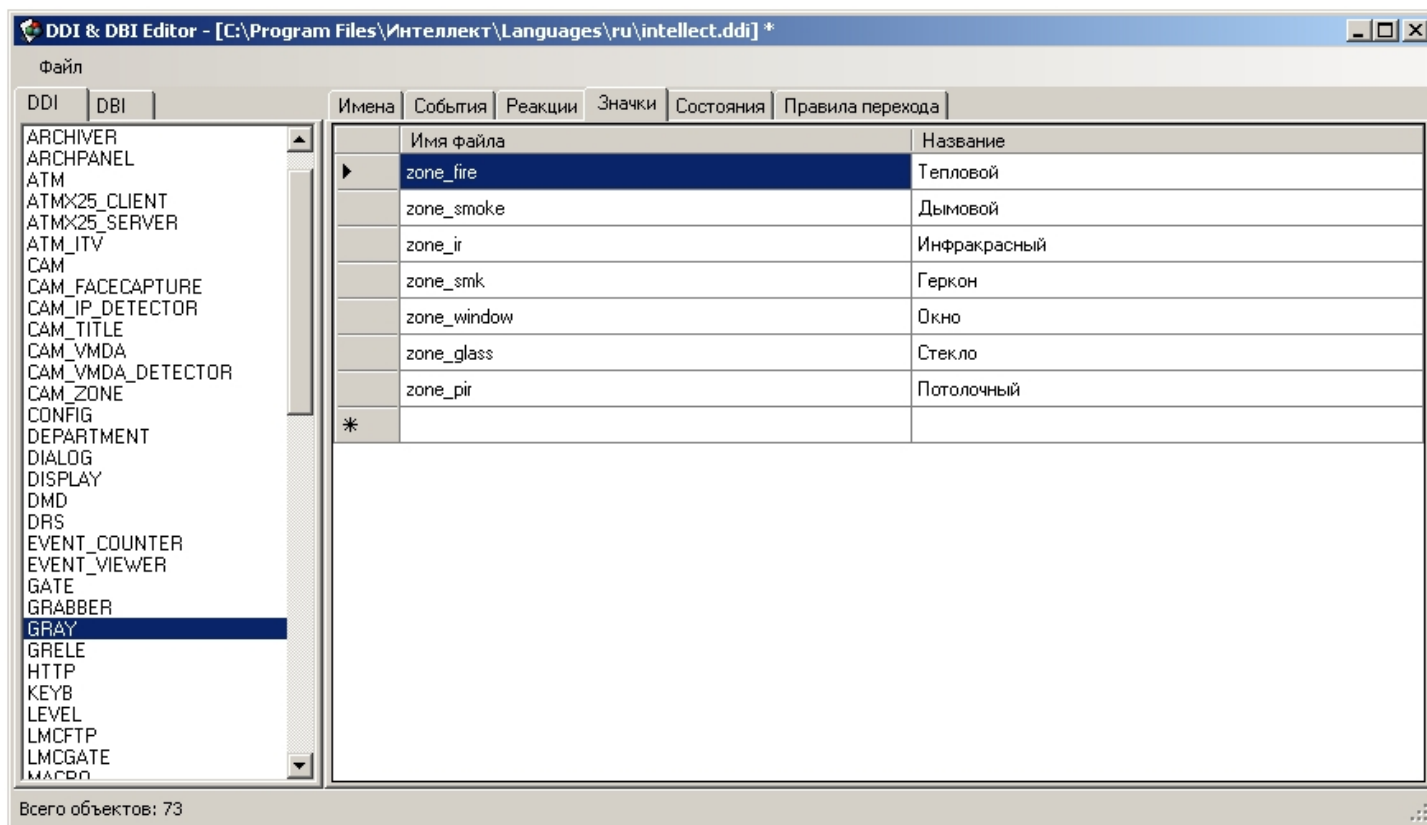 DDI & DBI Editor - [C:\Program Files\Интеллект\Languages\ru\intellect.ddi] *
Файл
DDI
DBI
ARCHIVER
ARCHPANEL
ATM
ATMX25_CLIENT
ATMX25_SERVER
ATM_ITV
CAM
CAM_FACECAPTURE
CAM_IP_DETECTOR
CAM_TITLE
CAM_VMDA
CAM_VMDA_DETECTOR
CAM_ZONE
CONFIG
DEPARTMENT
DIALOG
DISPLAY
DMD
DRS
EVENT_COUNTER
EVENT_VIEWER
GATE
GRABBER
GRAY
GRELE
HTTP
KEYB
LEVEL
LMCFTP
LMCGATE
MACRO
Имена События Реакции Значки Состояния Правила перехода
Имя файла Название
zone_fire Тепловой
zone_smoke Дымовой
zone_ir Инфракрасный
zone_smk Геркон
zone_window Окно
zone_glass Стекло
zone_pir Потолочный
Всего объектов: 73